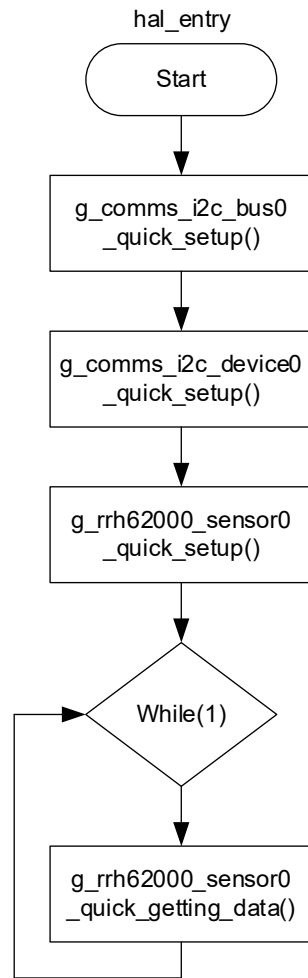 hal_entry
Start
g_comms_i2c_bus0
_quick_setup()
g_comms_i2c_device0
_quick_setup()
g_rrh62000_sensor0
_quick_setup()
While(1)
g_rrh62000_sensor0
_quick_getting_data()